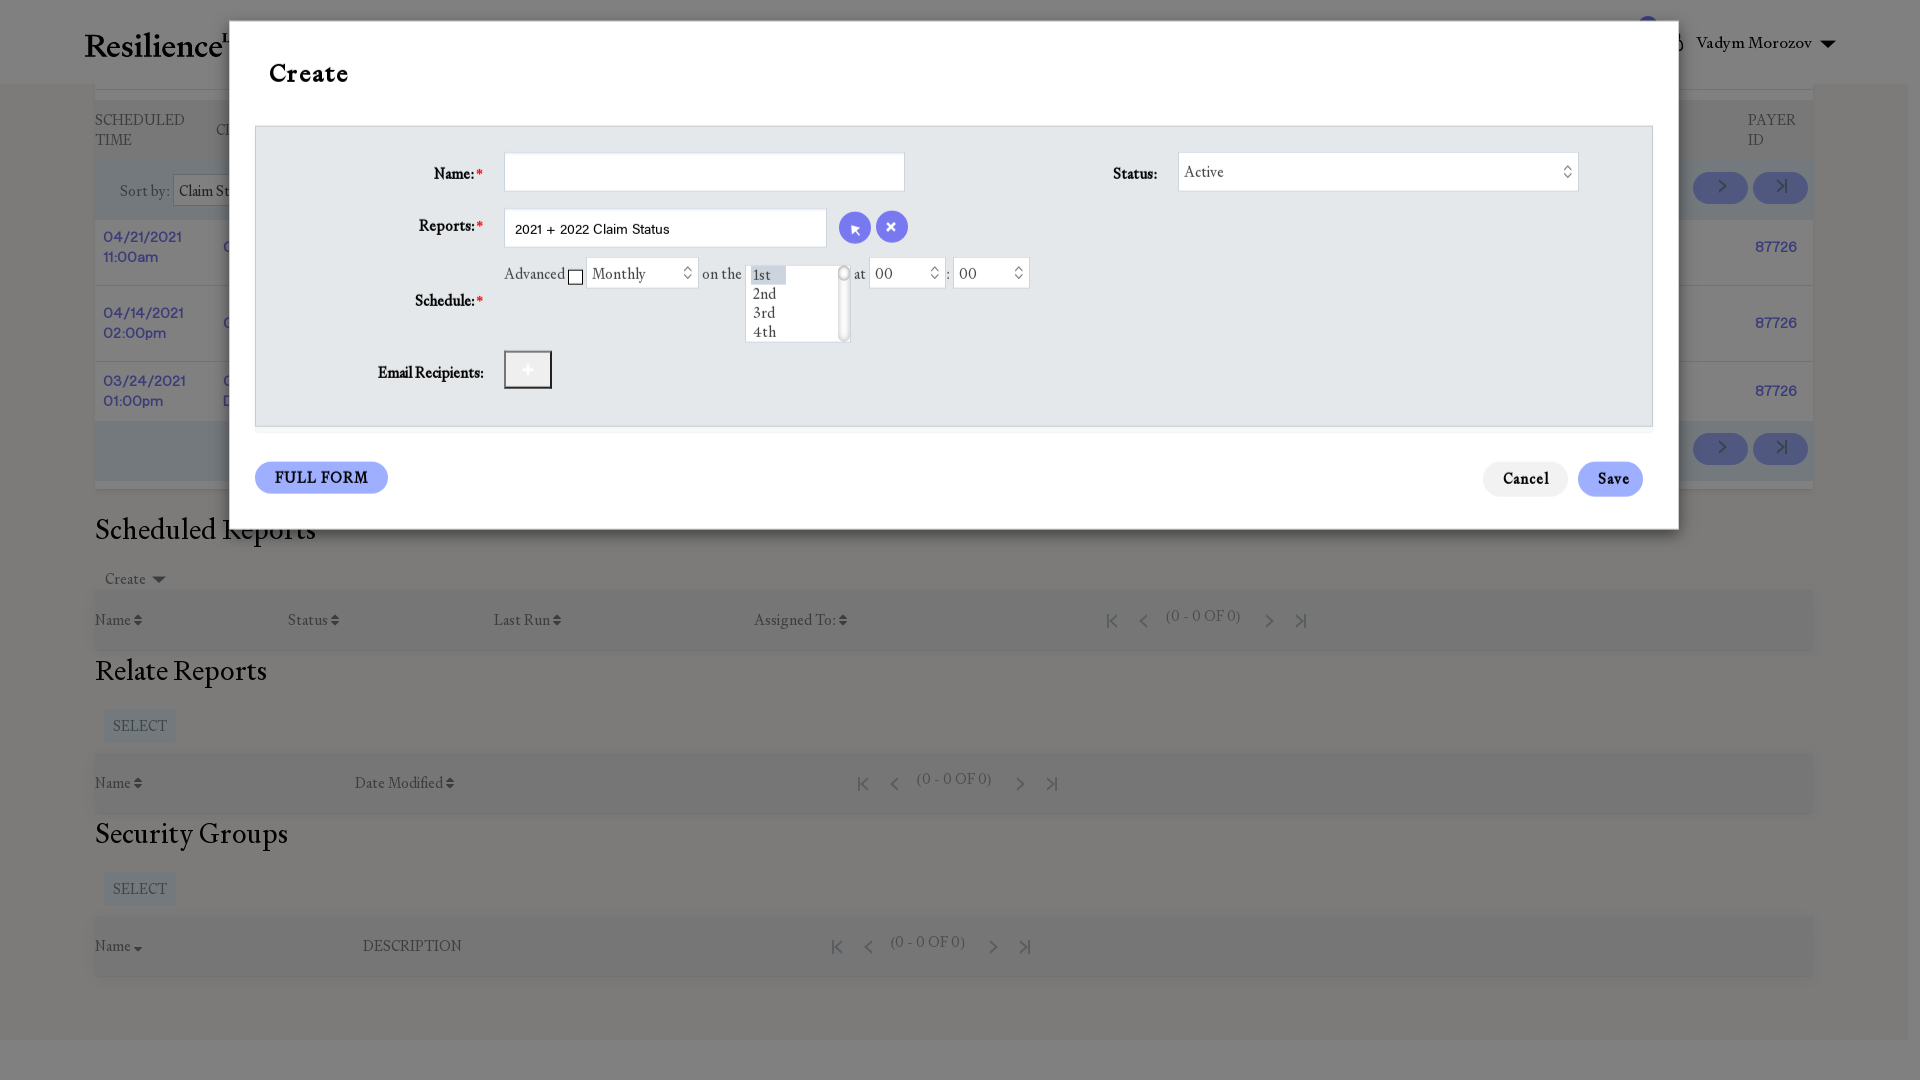 Resilience
Vadym Morozov
Create
SCHEDULED TIME
PAYER ID
Name:*
Status:
Active
Sort by:
Claim St
Reports:*
2021 + 2022 Claim Status
04/21/2021 11:00am
87726
Advanced
Monthly
on the
1st
2nd
3rd
4th
at
00
:
00
Schedule:*
04/14/2021 02:00pm
87726
Email Recipients:
+
03/24/2021 01:00pm
87726
FULL FORM
Cancel
Save
Scheduled Reports
Create
Name
Status
Last Run
Assigned To:
(0 - 0 OF 0)
Relate Reports
SELECT
Name
Date Modified
(0 - 0 OF 0)
Security Groups
SELECT
Name
DESCRIPTION
(0 - 0 OF 0)